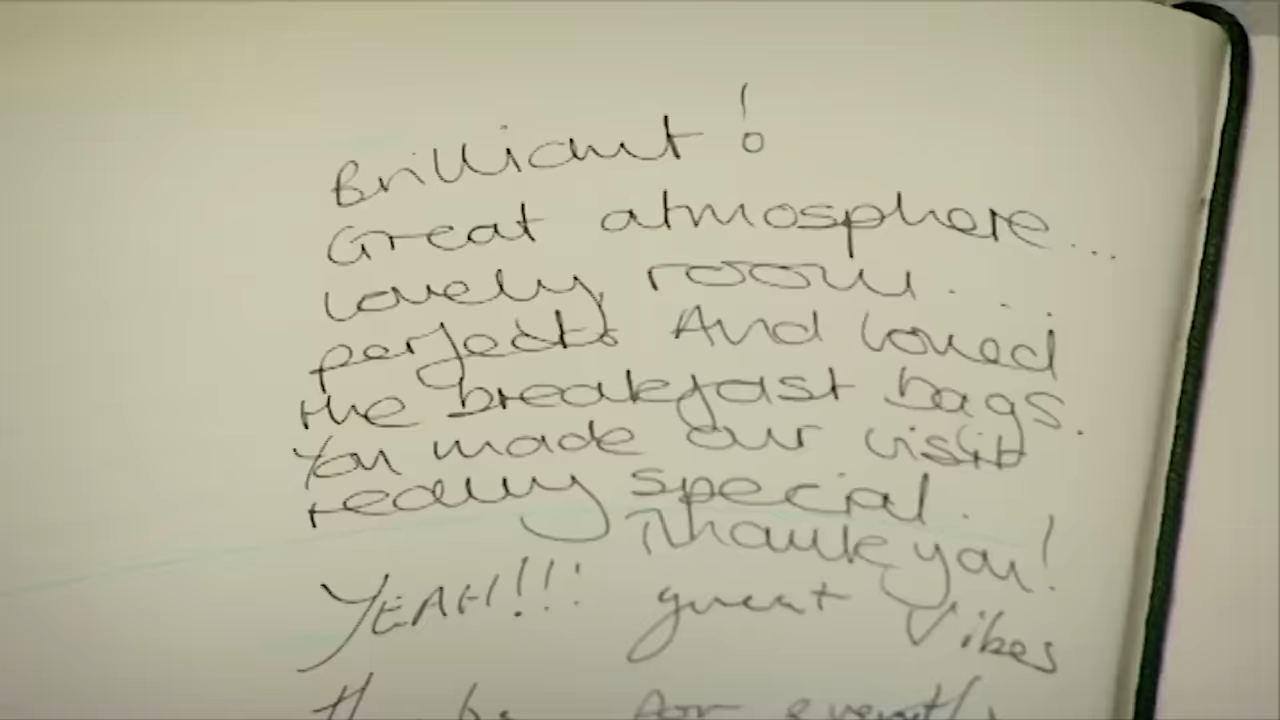 Brilliant!
Great atmosphere...
Lovely room...
perfect! And loved
the breakfast bags.
You made our visit
really special.
Thank you!
YEAH!!! great Vibes
for